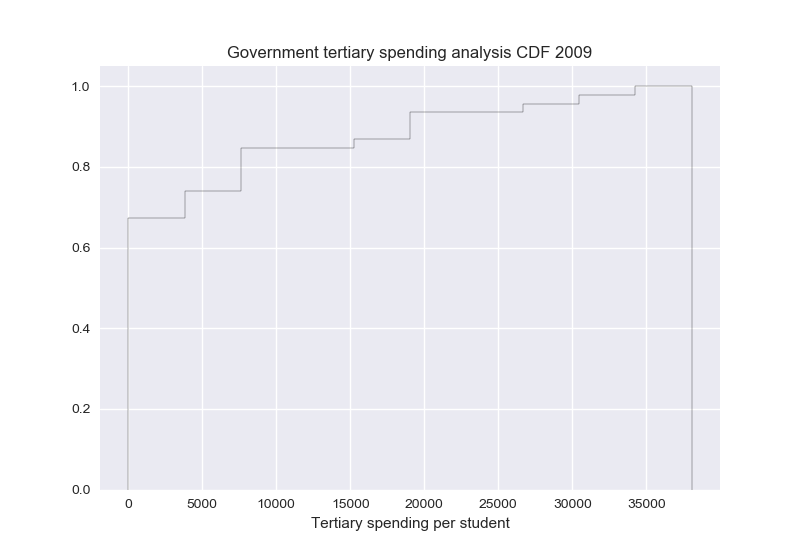 Government tertiary spending analysis CDF 2009
1.0
0.8
0.6
0.4
0.2
0.0
0 5000 10000 15000 20000 25000 30000 35000
Tertiary spending per student